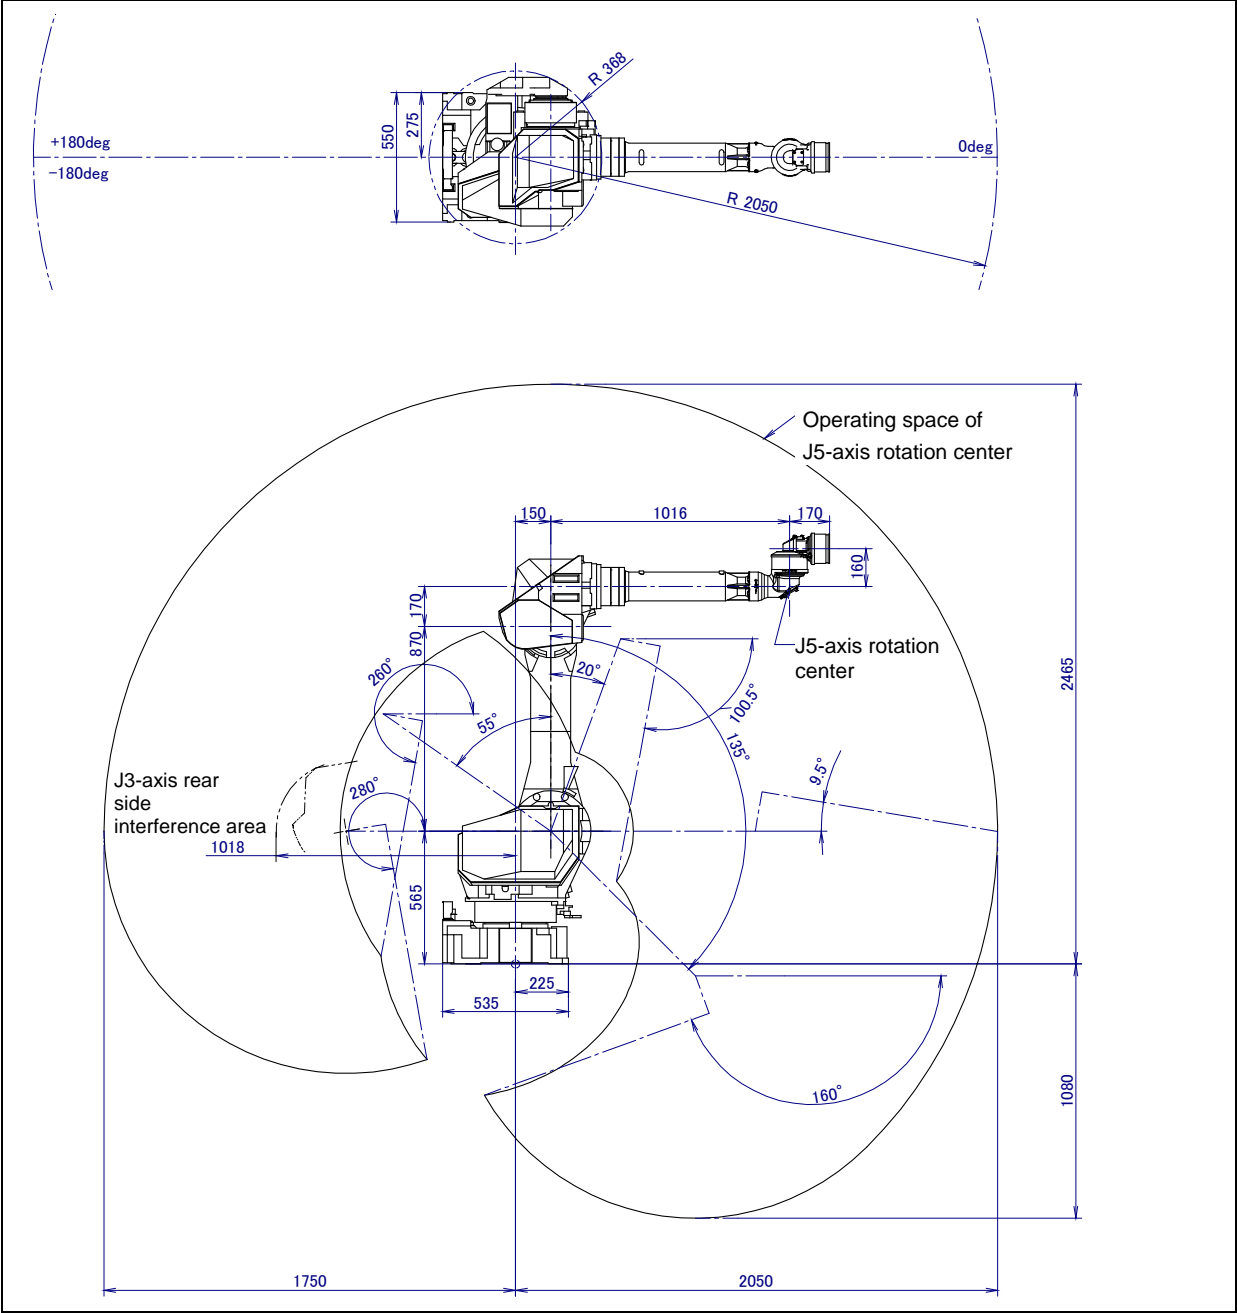 R 368
550
275
+180deg
-180deg
0deg
R 2050
Operating space of
J5-axis rotation center
150
1016
170
160
170
870
J5-axis rotation
center
2465
260°
20°
100.5°
55°
135°
9.5°
J3-axis rear
side
interference area
280°
1018
565
225
535
160°
1080
1750
2050